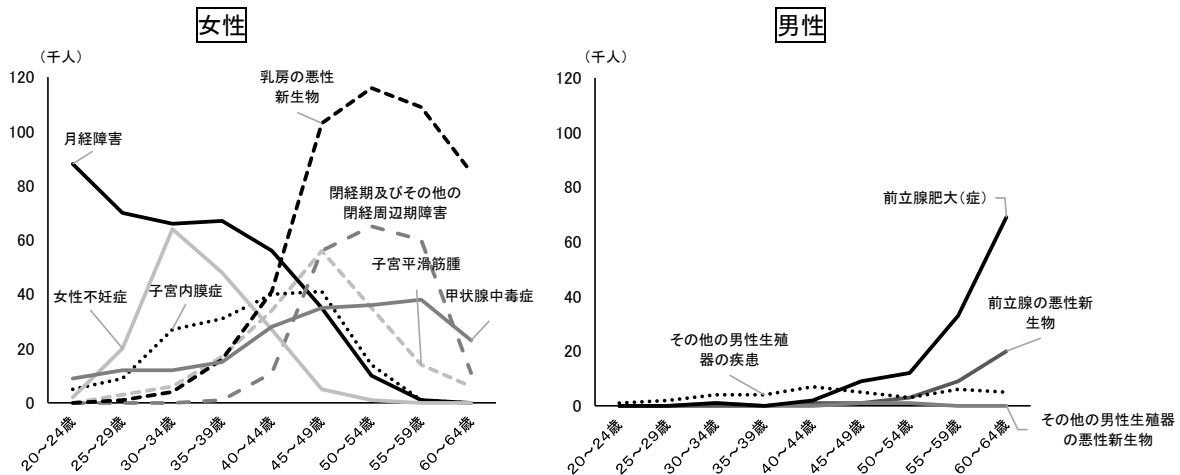 女性
（千人）
120
100
80
60
40
20
0
乳房の悪性
新生物
月経障害
閉経期及びその他の
閉経周辺期障害
子宮平滑筋腫
女性不妊症
子宮内膜症
甲状腺中毒症
20～24歳
25～29歳
30～34歳
35～39歳
40～44歳
45～49歳
50～54歳
55～59歳
60～64歳
男性
（千人）
120
100
80
60
40
20
0
前立腺肥大（症）
前立腺の悪性新
生物
その他の男性生殖
器の疾患
その他の男性生殖器
の悪性新生物
20～24歳
25～29歳
30～34歳
35～39歳
40～44歳
45～49歳
50～54歳
55～59歳
60～64歳